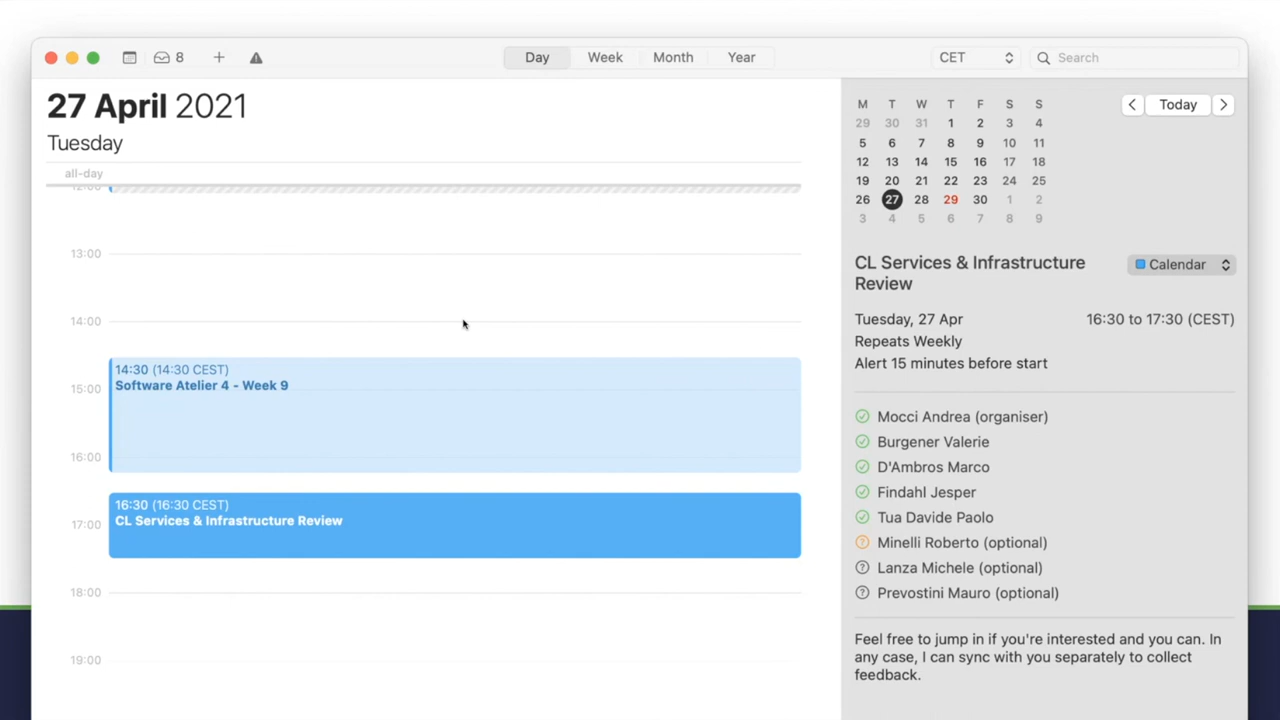 8
Day Week Month Year
CET
Search
27 April 2021
Tuesday
all-day
12:00
13:00
14:00
14:30 (14:30 CEST)
Software Atelier 4 - Week 9
15:00
16:00
16:30 (16:30 CEST)
CL Services & Infrastructure Review
17:00
18:00
19:00
M T W T F S S
29 30 31 1 2 3 4
5 6 7 8 9 10 11
12 13 14 15 16 17 18
19 20 21 22 23 24 25
26 27 28 29 30 1 2
3 4 5 6 7 8 9
Today
CL Services & Infrastructure
Review
Calendar
Tuesday, 27 Apr 16:30 to 17:30 (CEST)
Repeats Weekly
Alert 15 minutes before start
Mocci Andrea (organiser)
Burgener Valerie
D'Ambros Marco
Findahl Jesper
Tua Davide Paolo
Minelli Roberto (optional)
Lanza Michele (optional)
Prevostini Mauro (optional)
Feel free to jump in if you're interested and you can. In
any case, I can sync with you separately to collect
feedback.